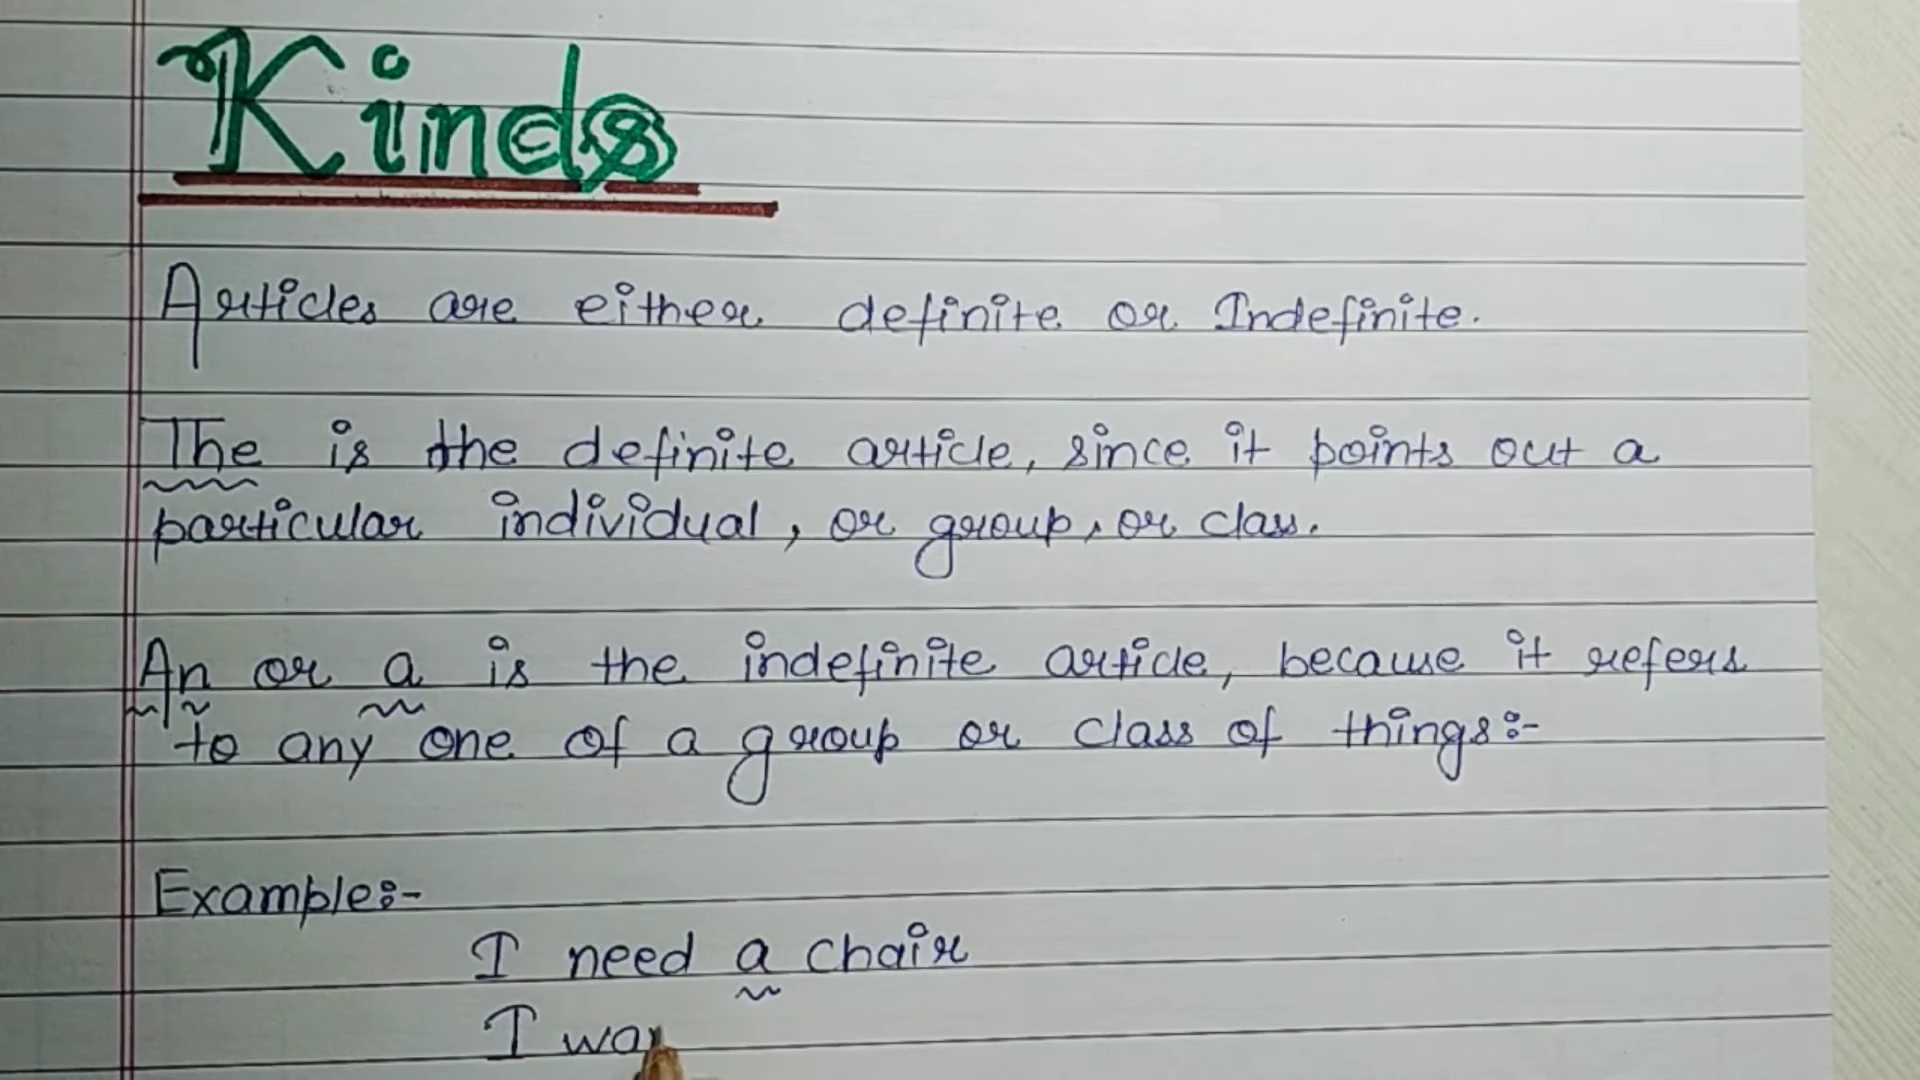 Kinds
Articles are either definite or Indefinite.
The is the definite article, since it points out a
particular individual, or group, or class.
An or a is the indefinite article, because it refers
to any one of a group or class of things:-
Example:-
I need a chair
I